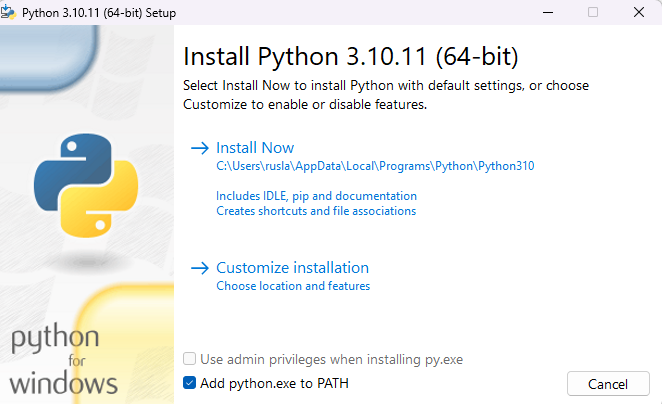 Python 3.10.11 (64-bit) Setup
Install Python 3.10.11 (64-bit)
Select Install Now to install Python with default settings, or choose
Customize to enable or disable features.
Install Now
C:\Users\rusla\AppData\Local\Programs\Python\Python310
Includes IDLE, pip and documentation
Creates shortcuts and file associations
Customize installation
Choose location and features
python
for
windows
Use admin privileges when installing py.exe
Add python.exe to PATH
Cancel